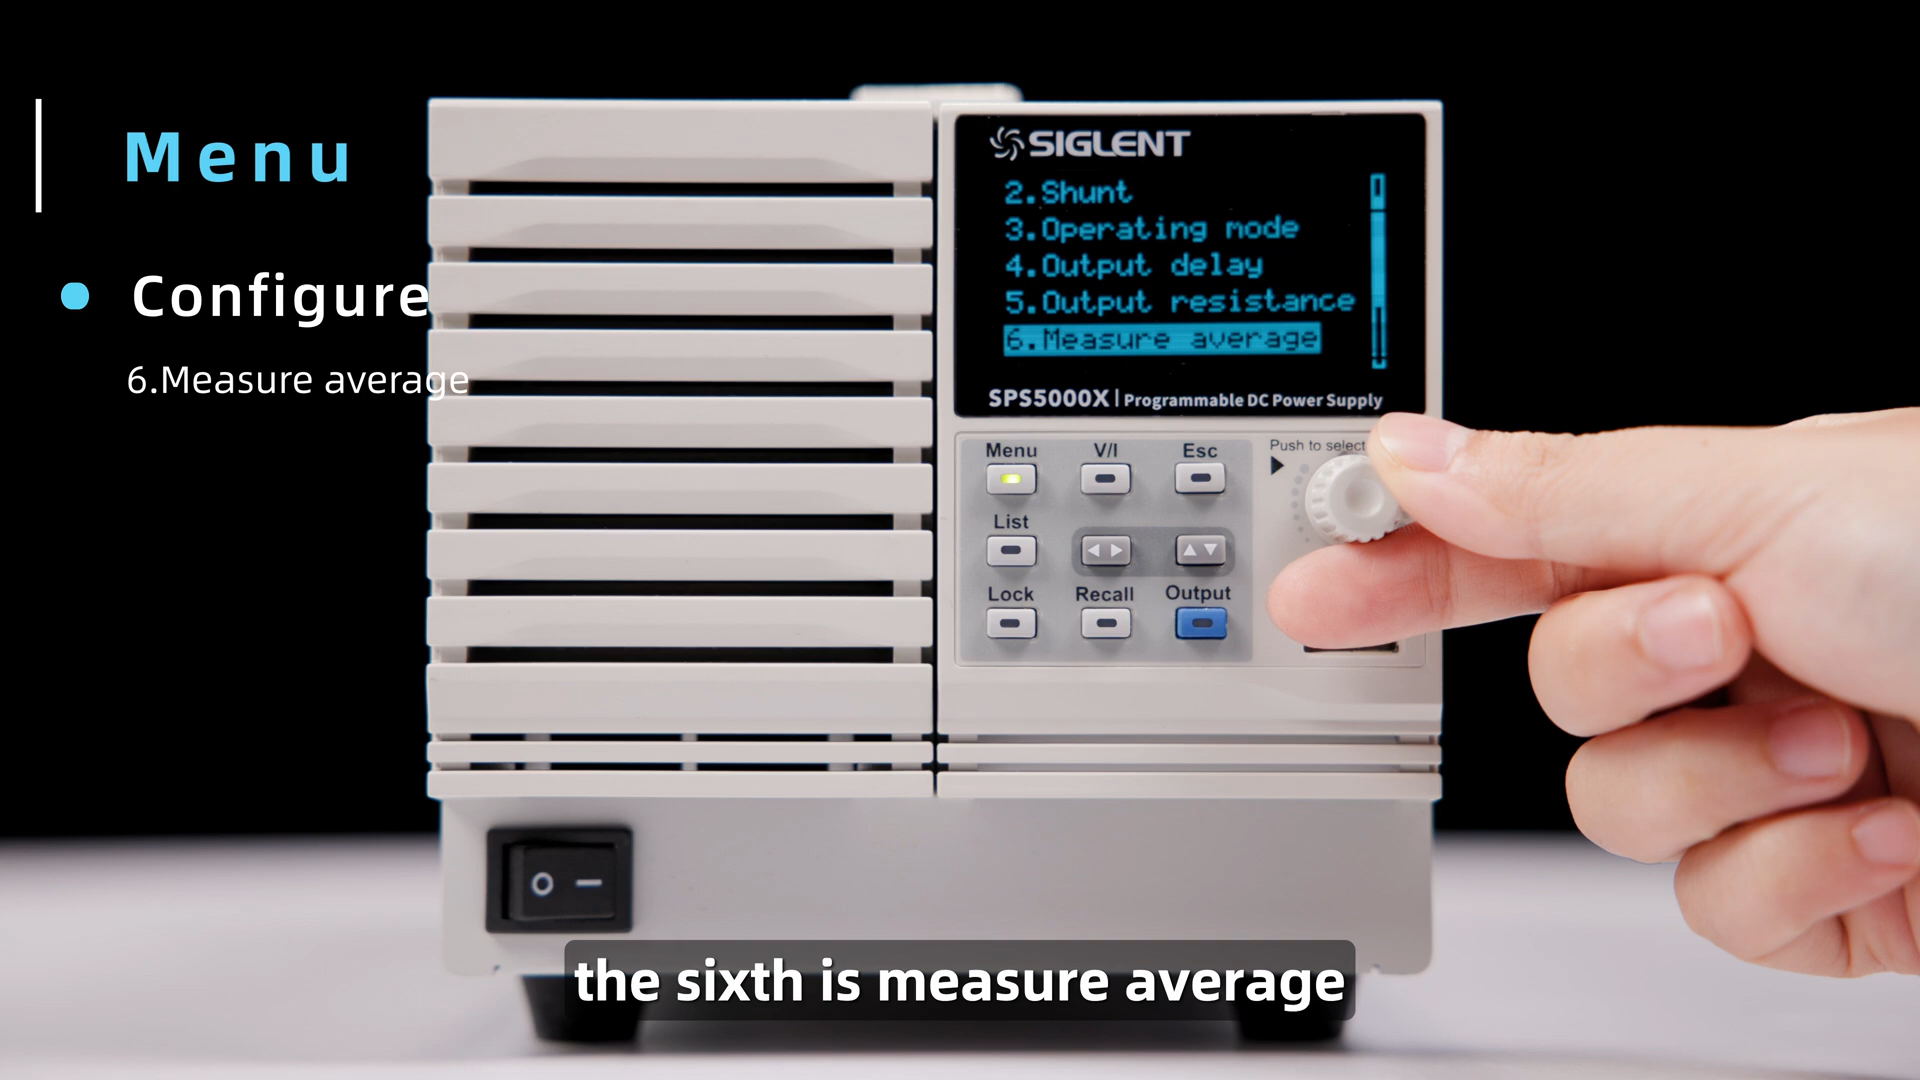 Menu
Configure
6.Measure average
SIGLENT
2.Shunt
3.Operating mode
4.Output delay
5.Output resistance
6.Measure average
SPS5000X | Programmable DC Power Supply
Menu V/I Esc
Push to select
List
Lock Recall Output
the sixth is measure average